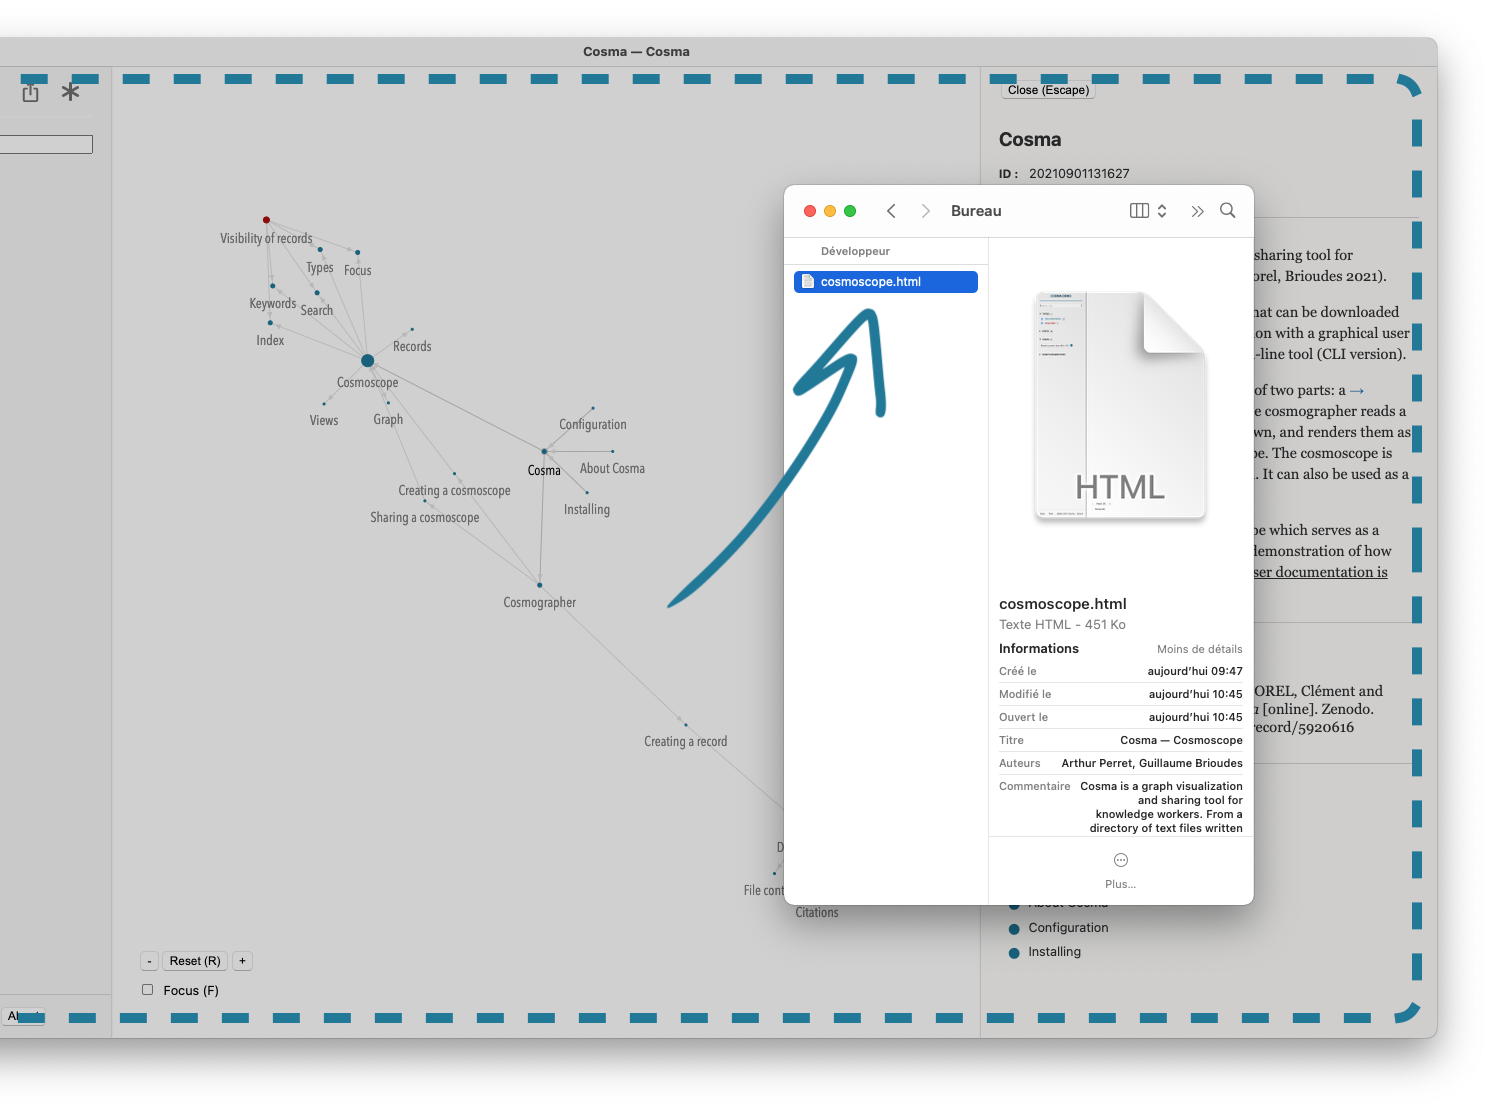 Cosma — Cosma
Close (Escape)
Cosma
ID : 20210901131627
Visibility of records
Types
Focus
Keywords
Search
Index
Records
Cosmoscope
Views
Graph
Configuration
Cosma
About Cosma
Creating a cosmoscope
Installing
Sharing a cosmoscope
Cosmographer
Creating a record
File cont
Citations
- Reset (R) +
Focus (F)
Bureau
Développeur
cosmoscope.html
HTML
cosmoscope.html
Texte HTML - 451 Ko
Informations Moins de détails
Créé le aujourd’hui 09:47
Modifié le aujourd’hui 10:45
Ouvert le aujourd’hui 10:45
Titre Cosma — Cosmoscope
Auteurs Arthur Perret, Guillaume Brioudes
Commentaire Cosma is a graph visualization
and sharing tool for
knowledge workers. From a
directory of text files written
Plus...
sharing tool for
orel, Brioudes 2021).
hat can be downloaded
on with a graphical user
-line tool (CLI version).
of two parts: a →
e cosmographer reads a
wn, and renders them as
pe. The cosmoscope is
. It can also be used as a
be which serves as a
demonstration of how
ser documentation is
OREL, Clément and
a [online]. Zenodo.
record/5920616
About Cosma
Configuration
Installing